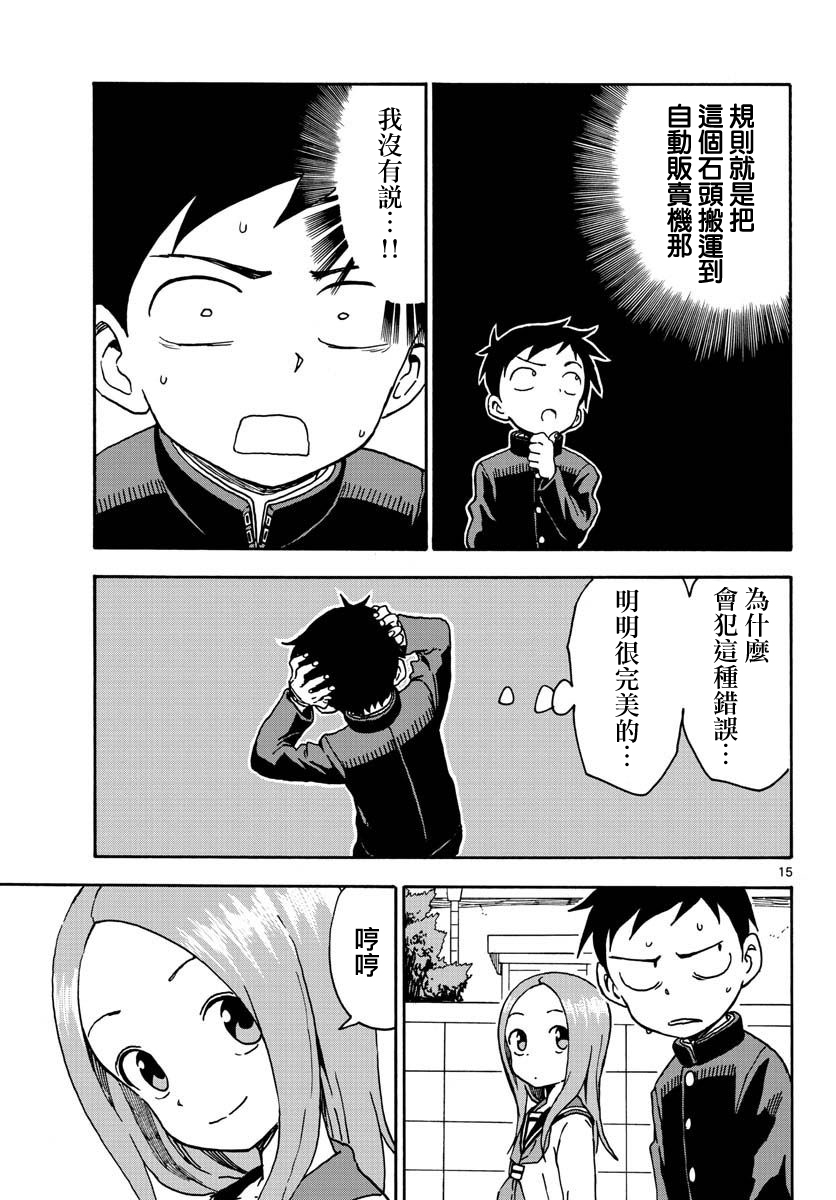 規則就是把
這個石頭搬運到
自動販賣機那
我沒有説…!!
為什麼
會犯這種錯誤…
明明很完美的…
15
哼哼